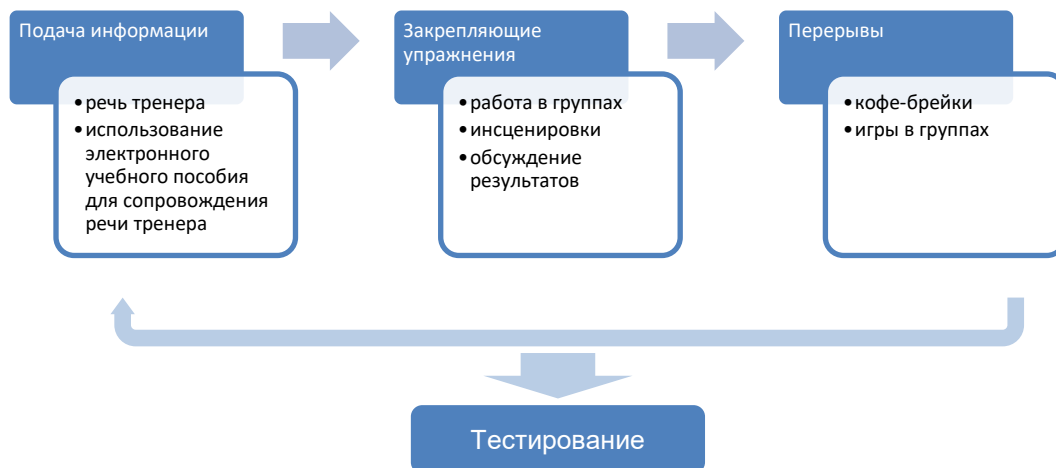 Подача информации
• речь тренера
• использование
электронного
учебного пособия
для сопровождения
речи тренера
Закрепляющие
упражнения
• работа в группах
• инсценировки
• обсуждение
результатов
Перерывы
• кофе-брейки
• игры в группах
Тестирование